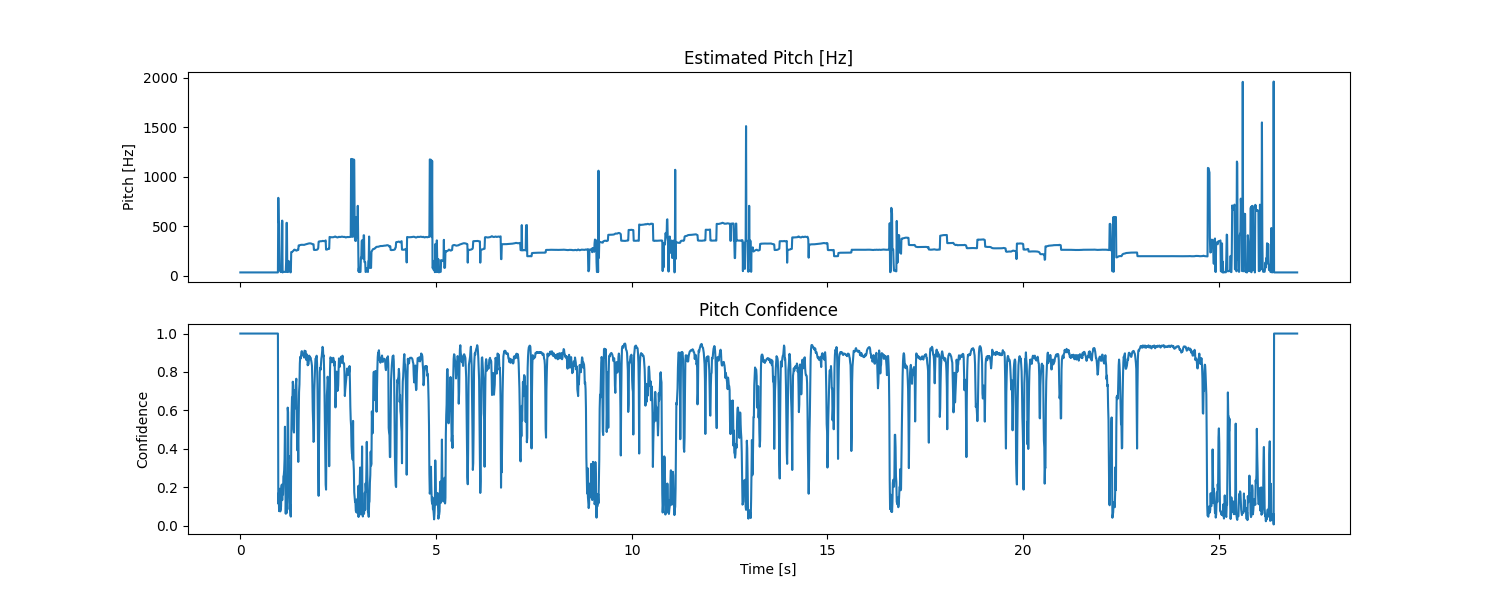 Estimated Pitch [Hz]
2000
1500
1000
500
0
Pitch [Hz]
Pitch Confidence
1.0
0.8
0.6
0.4
0.2
0.0
Confidence
0 5 10 15 20 25
Time [s]